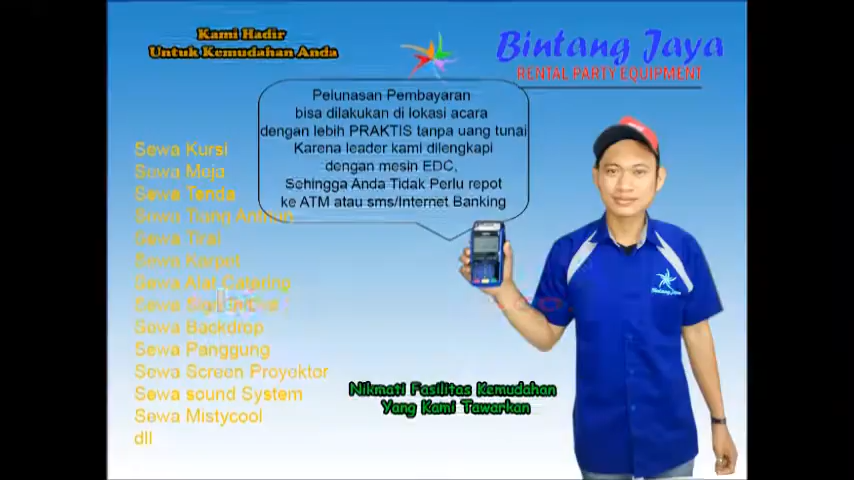 Kami Hadir
Untuk Kemudahan Anda
Bintang Jaya
RENTAL PARTY EQUIPMENT
Pelunasan Pembayaran
bisa dilakukan di lokasi acara
dengan lebih PRAKTIS tanpa uang tunai
Karena leader kami dilengkapi
dengan mesin EDC,
Sehingga Anda Tidak Perlu repot
ke ATM atau sms/Internet Banking
Sewa Kursi
Sewa Meja
Sewa Tenda
Sewa Tiang Antrian
Sewa Tirai
Sewa Karpet
Sewa Alat Catering
Sewa
Sewa Backdrop
Sewa Panggung
Sewa Screen Proyektor
Sewa sound System
Sewa Mistycool
dll
Bintang Jaya
Nikmati Fasilitas Kemudahan
Yang Kami Tawarkan